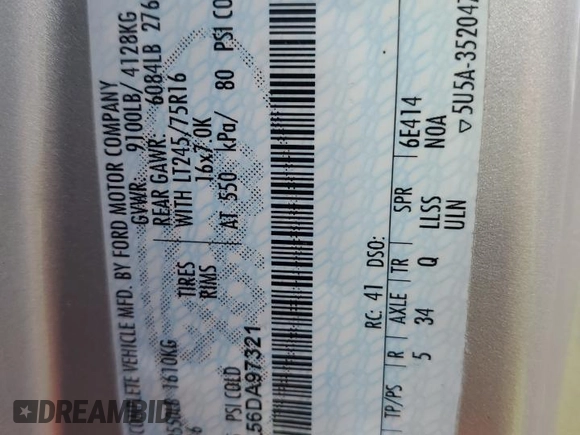 COMPLETE VEHICLE MFD. BY FORD MOTOR COMPANY
GVWR: 9100LB/ 4128KG
REAR GAWR: 6084LB 276
1610KG WITH LT245/75R16
TIRES
RIMS 16x7.0K
PSI COLD AT 550 kPa/ 80 PSI CO
56DA97321
RC: 41 DSO:
TP/PS R AXLE TR SPR
5 34 Q LLSS 6E414
ULN NOA
▽5U5A-35204
DREAMBID